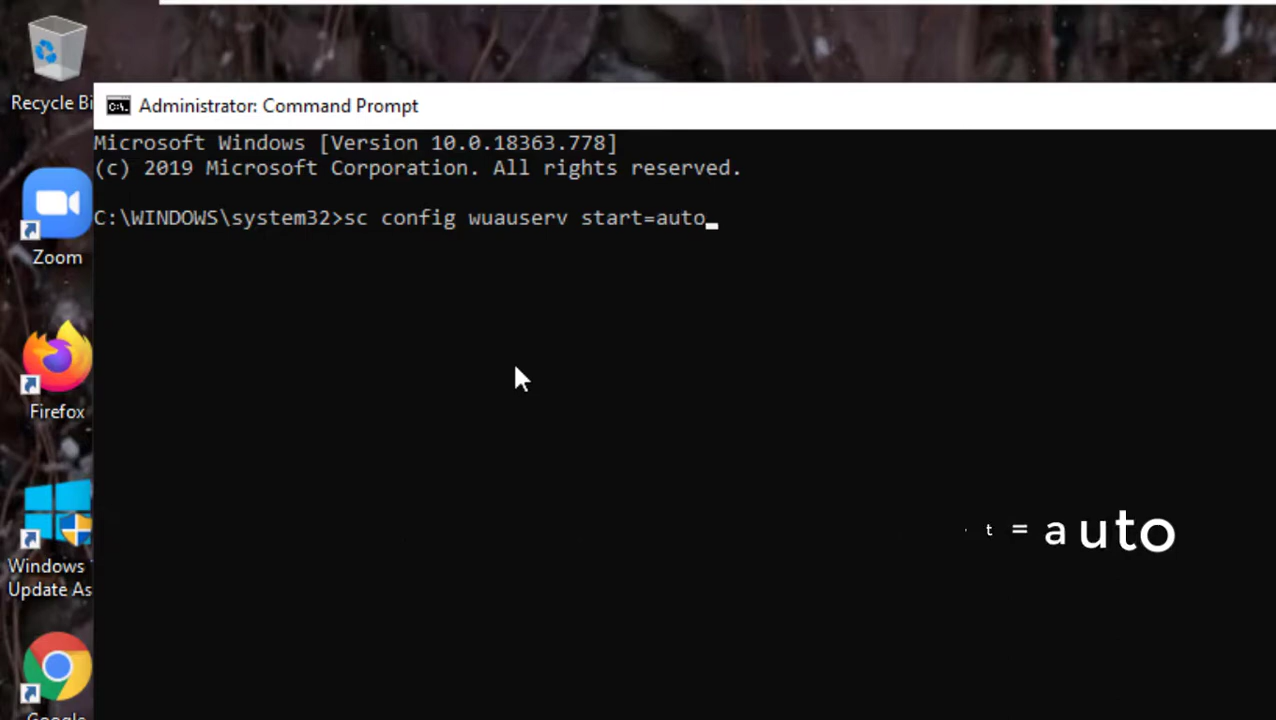 Recycle Bi
Administrator: Command Prompt
Microsoft Windows [Version 10.0.18363.778]
(c) 2019 Microsoft Corporation. All rights reserved.
C:\WINDOWS\system32>sc config wuauserv start=auto
Zoom
Firefox
t = auto
Windows
Update As
Google